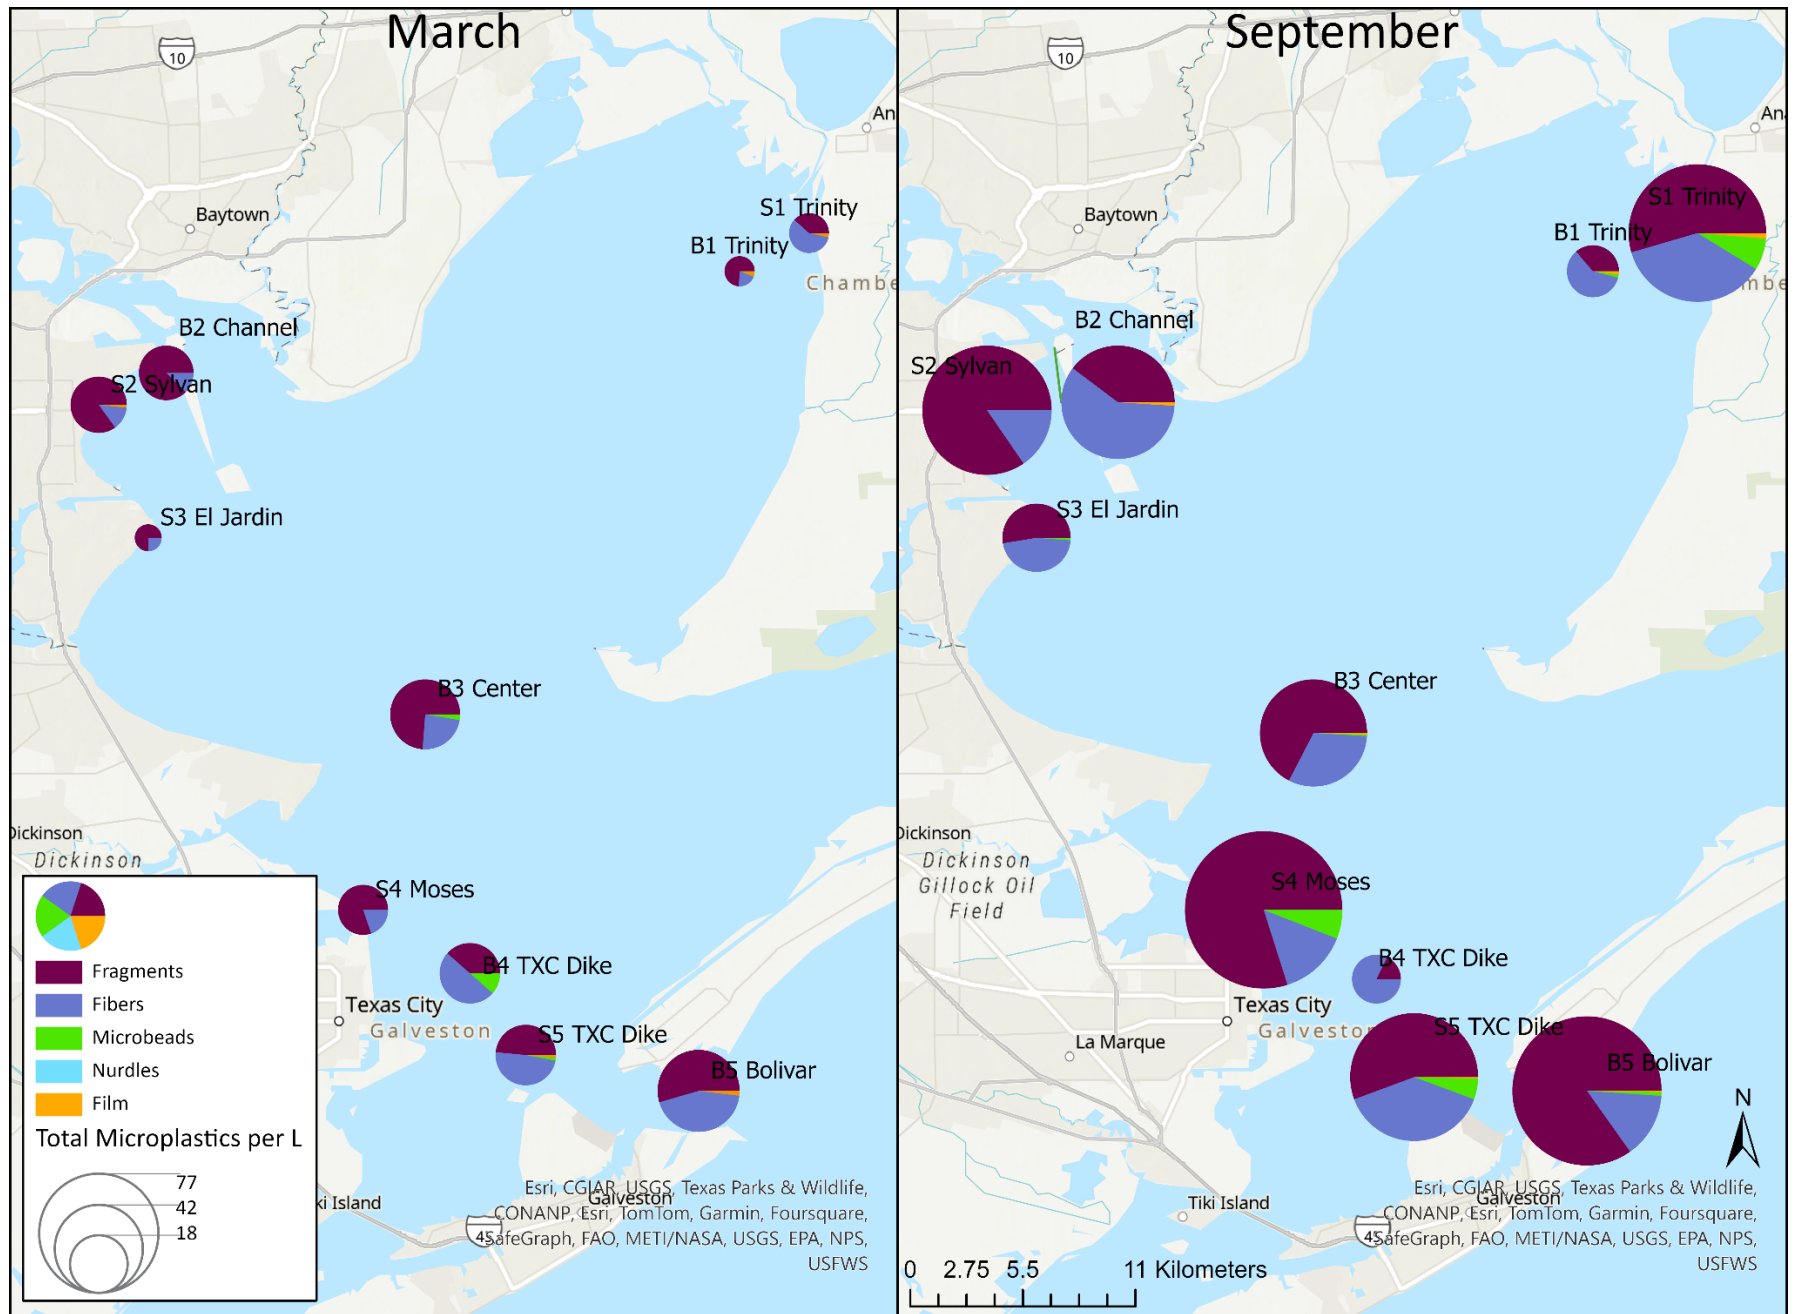 March
10
An
Baytown
S1 Trinity
B1 Trinity
Chambe
B2 Channel
S2 Sylvan
S3 El Jardin
B3 Center
Dickinson
Dickinson
S4 Moses
B4 TXC Dike
Texas City
Galveston
S5 TXC Dike
B5 Bolivar
Fragments
Fibers
Microbeads
Nurdles
Film
Total Microplastics per L
77
42
18
ki Island
Galveston
45
Esri, CGIAR, USGS, Texas Parks & Wildlife,
CONANP, Esri, TomTom, Garmin, Foursquare,
SafeGraph, FAO, METI/NASA, USGS, EPA, NPS,
USFWS
September
10
Ana
Baytown
S1 Trinity
B1 Trinity
mbe
B2 Channel
S2 Sylvan
S3 El Jardin
B3 Center
Dickinson
Dickinson
Gillock Oil
Field
S4 Moses
B4 TXC Dike
Texas City
Galveston
La Marque
S5 TXC Dike
B5 Bolivar
N
Tiki Island
Galveston
45
Esri, CGIAR, USGS, Texas Parks & Wildlife,
CONANP, Esri, TomTom, Garmin, Foursquare,
SafeGraph, FAO, METI/NASA, USGS, EPA, NPS,
USFWS
0 2.75 5.5 11 Kilometers